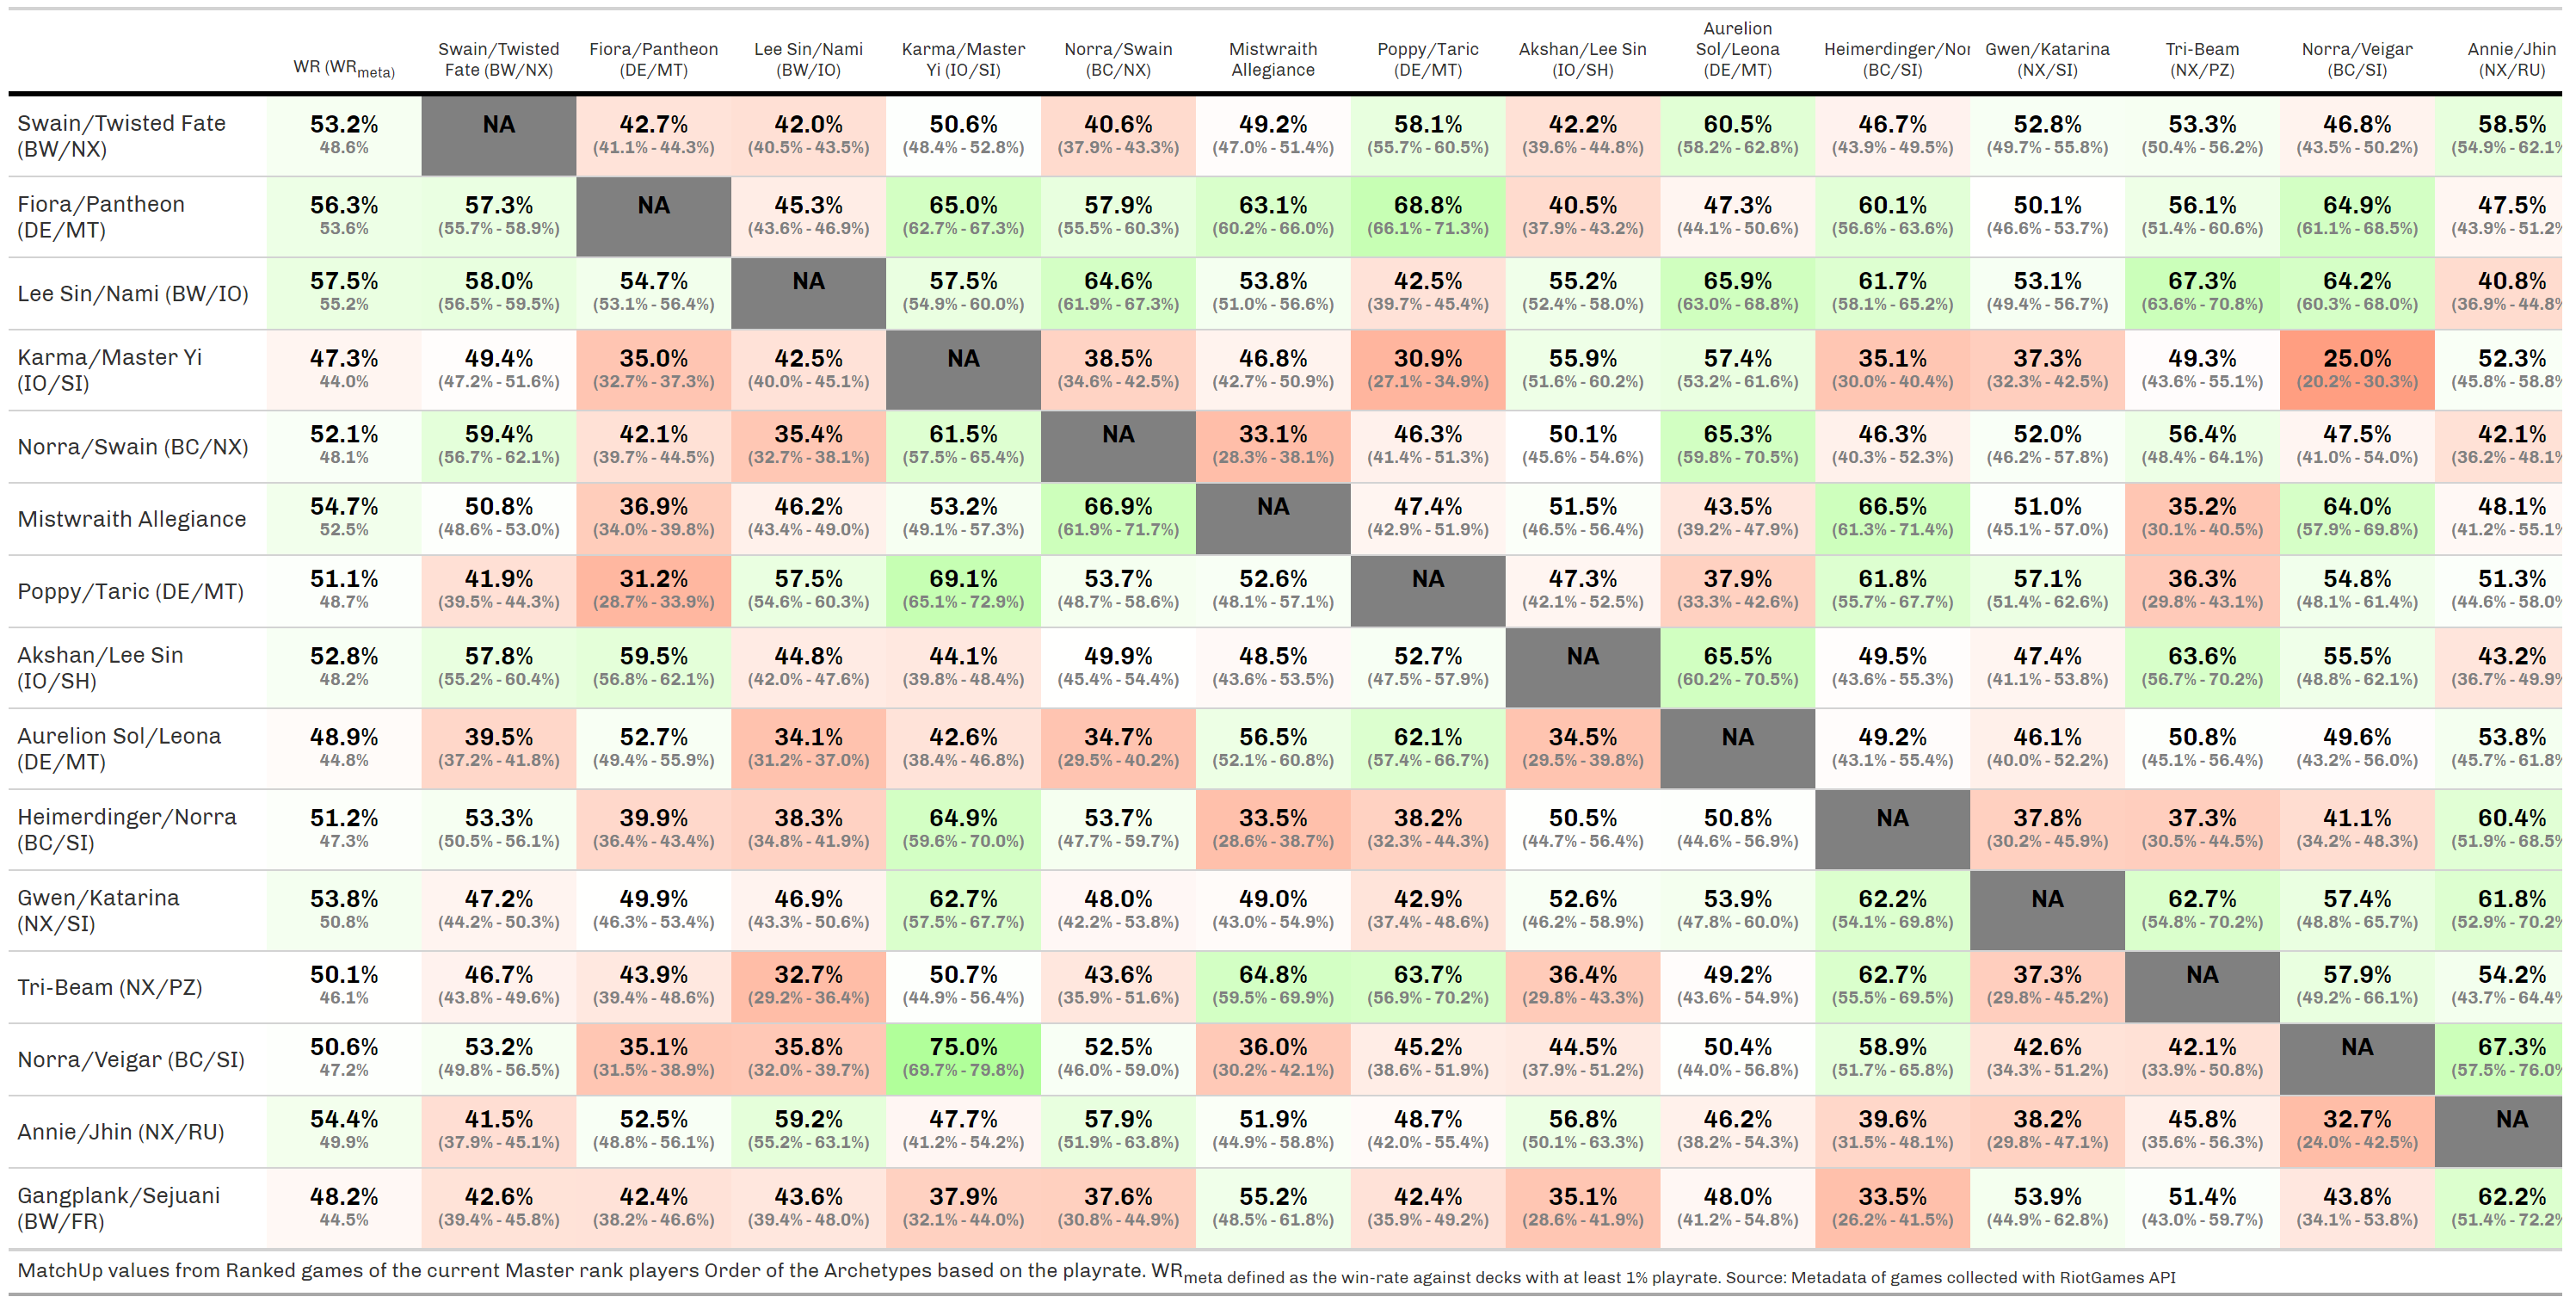 WR (WRmeta) Swain/Twisted Fate (BW/NX) Fiora/Pantheon (DE/MT) Lee Sin/Nami (BW/IO) Karma/Master Yi (IO/SI) Norra/Swain (BC/NX) Mistwraith Allegiance Poppy/Taric (DE/MT) Akshan/Lee Sin (IO/SH) Aurelion Sol/Leona (DE/MT) Heimerdinger/Nor (BC/SI) Gwen/Katarina (NX/SI) Tri-Beam (NX/PZ) Norra/Veigar (BC/SI) Annie/Jhin (NX/RU)
Swain/Twisted Fate 53.2% NA 42.7% 42.0% 50.6% 40.6% 49.2% 58.1% 42.2% 60.5% 46.7% 52.8% 53.3% 46.8% 58.5%
(BW/NX) 48.6% (41.1% - 44.3%) (40.5% - 43.5%) (48.4% - 52.8%) (37.9% - 43.3%) (47.0% - 51.4%) (55.7% - 60.5%) (39.6% - 44.8%) (58.2% - 62.8%) (43.9% - 49.5%) (49.7% - 55.8%) (50.4% - 56.2%) (43.5% - 50.2%) (54.9% - 62.1%
Fiora/Pantheon 56.3% 57.3% NA 45.3% 65.0% 57.9% 63.1% 68.8% 40.5% 47.3% 60.1% 50.1% 56.1% 64.9% 47.5%
(DE/MT) 53.6% (55.7% - 58.9%) (43.6% - 46.9%) (62.7% - 67.3%) (55.5% - 60.3%) (60.2% - 66.0%) (66.1% - 71.3%) (37.9% - 43.2%) (44.1% - 50.6%) (56.6% - 63.6%) (46.6% - 53.7%) (51.4% - 60.6%) (61.1% - 68.5%) (43.9% - 51.2%
Lee Sin/Nami (BW/IO) 57.5% 58.0% 54.7% NA 57.5% 64.6% 53.8% 42.5% 55.2% 65.9% 61.7% 53.1% 67.3% 64.2% 40.8%
55.2% (56.5% - 59.5%) (53.1% - 56.4%) (54.9% - 60.0%) (61.9% - 67.3%) (51.0% - 56.6%) (39.7% - 45.4%) (52.4% - 58.0%) (63.0% - 68.8%) (58.1% - 65.2%) (49.4% - 56.7%) (63.6% - 70.8%) (60.3% - 68.0%) (36.9% - 44.8%
Karma/Master Yi 47.3% 49.4% 35.0% 42.5% NA 38.5% 46.8% 30.9% 55.9% 57.4% 35.1% 37.3% 49.3% 25.0% 52.3%
(IO/SI) 44.0% (47.2% - 51.6%) (32.7% - 37.3%) (40.0% - 45.1%) (34.6% - 42.5%) (42.7% - 50.9%) (27.1% - 34.9%) (51.6% - 60.2%) (53.2% - 61.6%) (30.0% - 40.4%) (32.3% - 42.5%) (43.6% - 55.1%) (20.2% - 30.3%) (45.8% - 58.8%
Norra/Swain (BC/NX) 52.1% 59.4% 42.1% 35.4% 61.5% NA 33.1% 46.3% 50.1% 65.3% 46.3% 52.0% 56.4% 47.5% 42.1%
48.1% (56.7% - 62.1%) (39.7% - 44.5%) (32.7% - 38.1%) (57.5% - 65.4%) (28.3% - 38.1%) (41.4% - 51.3%) (45.6% - 54.6%) (59.8% - 70.5%) (40.3% - 52.3%) (46.2% - 57.8%) (48.4% - 64.1%) (41.0% - 54.0%) (36.2% - 48.1%
Mistwraith Allegiance 54.7% 50.8% 36.9% 46.2% 53.2% 66.9% NA 47.4% 51.5% 43.5% 66.5% 51.0% 35.2% 64.0% 48.1%
52.5% (48.6% - 53.0%) (34.0% - 39.8%) (43.4% - 49.0%) (49.1% - 57.3%) (61.9% - 71.7%) (42.9% - 51.9%) (46.5% - 56.4%) (39.2% - 47.9%) (61.3% - 71.4%) (45.1% - 57.0%) (30.1% - 40.5%) (57.9% - 69.8%) (41.2% - 55.1%
Poppy/Taric (DE/MT) 51.1% 41.9% 31.2% 57.5% 69.1% 53.7% 52.6% NA 47.3% 37.9% 61.8% 57.1% 36.3% 54.8% 51.3%
48.7% (39.5% - 44.3%) (28.7% - 33.9%) (54.6% - 60.3%) (65.1% - 72.9%) (48.7% - 58.6%) (48.1% - 57.1%) (42.1% - 52.5%) (33.3% - 42.6%) (55.7% - 67.7%) (51.4% - 62.6%) (29.8% - 43.1%) (48.1% - 61.4%) (44.6% - 58.0%
Akshan/Lee Sin 52.8% 57.8% 59.5% 44.8% 44.1% 49.9% 48.5% 52.7% NA 65.5% 49.5% 47.4% 63.6% 55.5% 43.2%
(IO/SH) 48.2% (55.2% - 60.4%) (56.8% - 62.1%) (42.0% - 47.6%) (39.8% - 48.4%) (45.4% - 54.4%) (43.6% - 53.5%) (47.5% - 57.9%) (60.2% - 70.5%) (43.6% - 55.3%) (41.1% - 53.8%) (56.7% - 70.2%) (48.8% - 62.1%) (36.7% - 49.9%
Aurelion Sol/Leona 48.9% 39.5% 52.7% 34.1% 42.6% 34.7% 56.5% 62.1% 34.5% NA 49.2% 46.1% 50.8% 49.6% 53.8%
(DE/MT) 44.8% (37.2% - 41.8%) (49.4% - 55.9%) (31.2% - 37.0%) (38.4% - 46.8%) (29.5% - 40.2%) (52.1% - 60.8%) (57.4% - 66.7%) (29.5% - 39.8%) (43.1% - 55.4%) (40.0% - 52.2%) (45.1% - 56.4%) (43.2% - 56.0%) (45.7% - 61.8%
Heimerdinger/Norra 51.2% 53.3% 39.9% 38.3% 64.9% 53.7% 33.5% 38.2% 50.5% 50.8% NA 37.8% 37.3% 41.1% 60.4%
(BC/SI) 47.3% (50.5% - 56.1%) (36.4% - 43.4%) (34.8% - 41.9%) (59.6% - 70.0%) (47.7% - 59.7%) (28.6% - 38.7%) (32.3% - 44.3%) (44.7% - 56.4%) (44.6% - 56.9%) (30.2% - 45.9%) (30.5% - 44.5%) (34.2% - 48.3%) (51.9% - 68.5%
Gwen/Katarina 53.8% 47.2% 49.9% 46.9% 62.7% 48.0% 49.0% 42.9% 52.6% 53.9% 62.2% NA 62.7% 57.4% 61.8%
(NX/SI) 50.8% (44.2% - 50.3%) (46.3% - 53.4%) (43.3% - 50.6%) (57.5% - 67.7%) (42.2% - 53.8%) (43.0% - 54.9%) (37.4% - 48.6%) (46.2% - 58.9%) (47.8% - 60.0%) (54.1% - 69.8%) (54.8% - 70.2%) (48.8% - 65.7%) (52.9% - 70.2%
Tri-Beam (NX/PZ) 50.1% 46.7% 43.9% 32.7% 50.7% 43.6% 64.8% 63.7% 36.4% 49.2% 62.7% 37.3% NA 57.9% 54.2%
46.1% (43.8% - 49.6%) (39.4% - 48.6%) (29.2% - 36.4%) (44.9% - 56.4%) (35.9% - 51.6%) (59.5% - 69.9%) (56.9% - 70.2%) (29.8% - 43.3%) (43.6% - 54.9%) (55.5% - 69.5%) (29.8% - 45.2%) (49.2% - 66.1%) (43.7% - 64.4%
Norra/Veigar (BC/SI) 50.6% 53.2% 35.1% 35.8% 75.0% 52.5% 36.0% 45.2% 44.5% 50.4% 58.9% 42.6% 42.1% NA 67.3%
47.2% (49.8% - 56.5%) (31.5% - 38.9%) (32.0% - 39.7%) (69.7% - 79.8%) (46.0% - 59.0%) (30.2% - 42.1%) (38.6% - 51.9%) (37.9% - 51.2%) (44.0% - 56.8%) (51.7% - 65.8%) (34.3% - 51.2%) (33.9% - 50.8%) (57.5% - 76.0%
Annie/Jhin (NX/RU) 54.4% 41.5% 52.5% 59.2% 47.7% 57.9% 51.9% 48.7% 56.8% 46.2% 39.6% 38.2% 45.8% 32.7% NA
49.9% (37.9% - 45.1%) (48.8% - 56.1%) (55.2% - 63.1%) (41.2% - 54.2%) (51.9% - 63.8%) (44.9% - 58.8%) (42.0% - 55.4%) (50.1% - 63.3%) (38.2% - 54.3%) (31.5% - 48.1%) (29.8% - 47.1%) (35.6% - 56.3%) (24.0% - 42.5%)
Gangplank/Sejuani 48.2% 42.6% 42.4% 43.6% 37.9% 37.6% 55.2% 42.4% 35.1% 48.0% 33.5% 53.9% 51.4% 43.8% 62.2%
(BW/FR) 44.5% (39.4% - 45.8%) (38.2% - 46.6%) (39.4% - 48.0%) (32.1% - 44.0%) (30.8% - 44.9%) (48.5% - 61.8%) (35.9% - 49.2%) (28.6% - 41.9%) (41.2% - 54.8%) (26.2% - 41.5%) (44.9% - 62.8%) (43.0% - 59.7%) (34.1% - 53.8%) (51.4% - 72.2%
MatchUp values from Ranked games of the current Master rank players Order of the Archetypes based on the playrate. WRmeta defined as the win-rate against decks with at least 1% playrate. Source: Metadata of games collected with RiotGames API